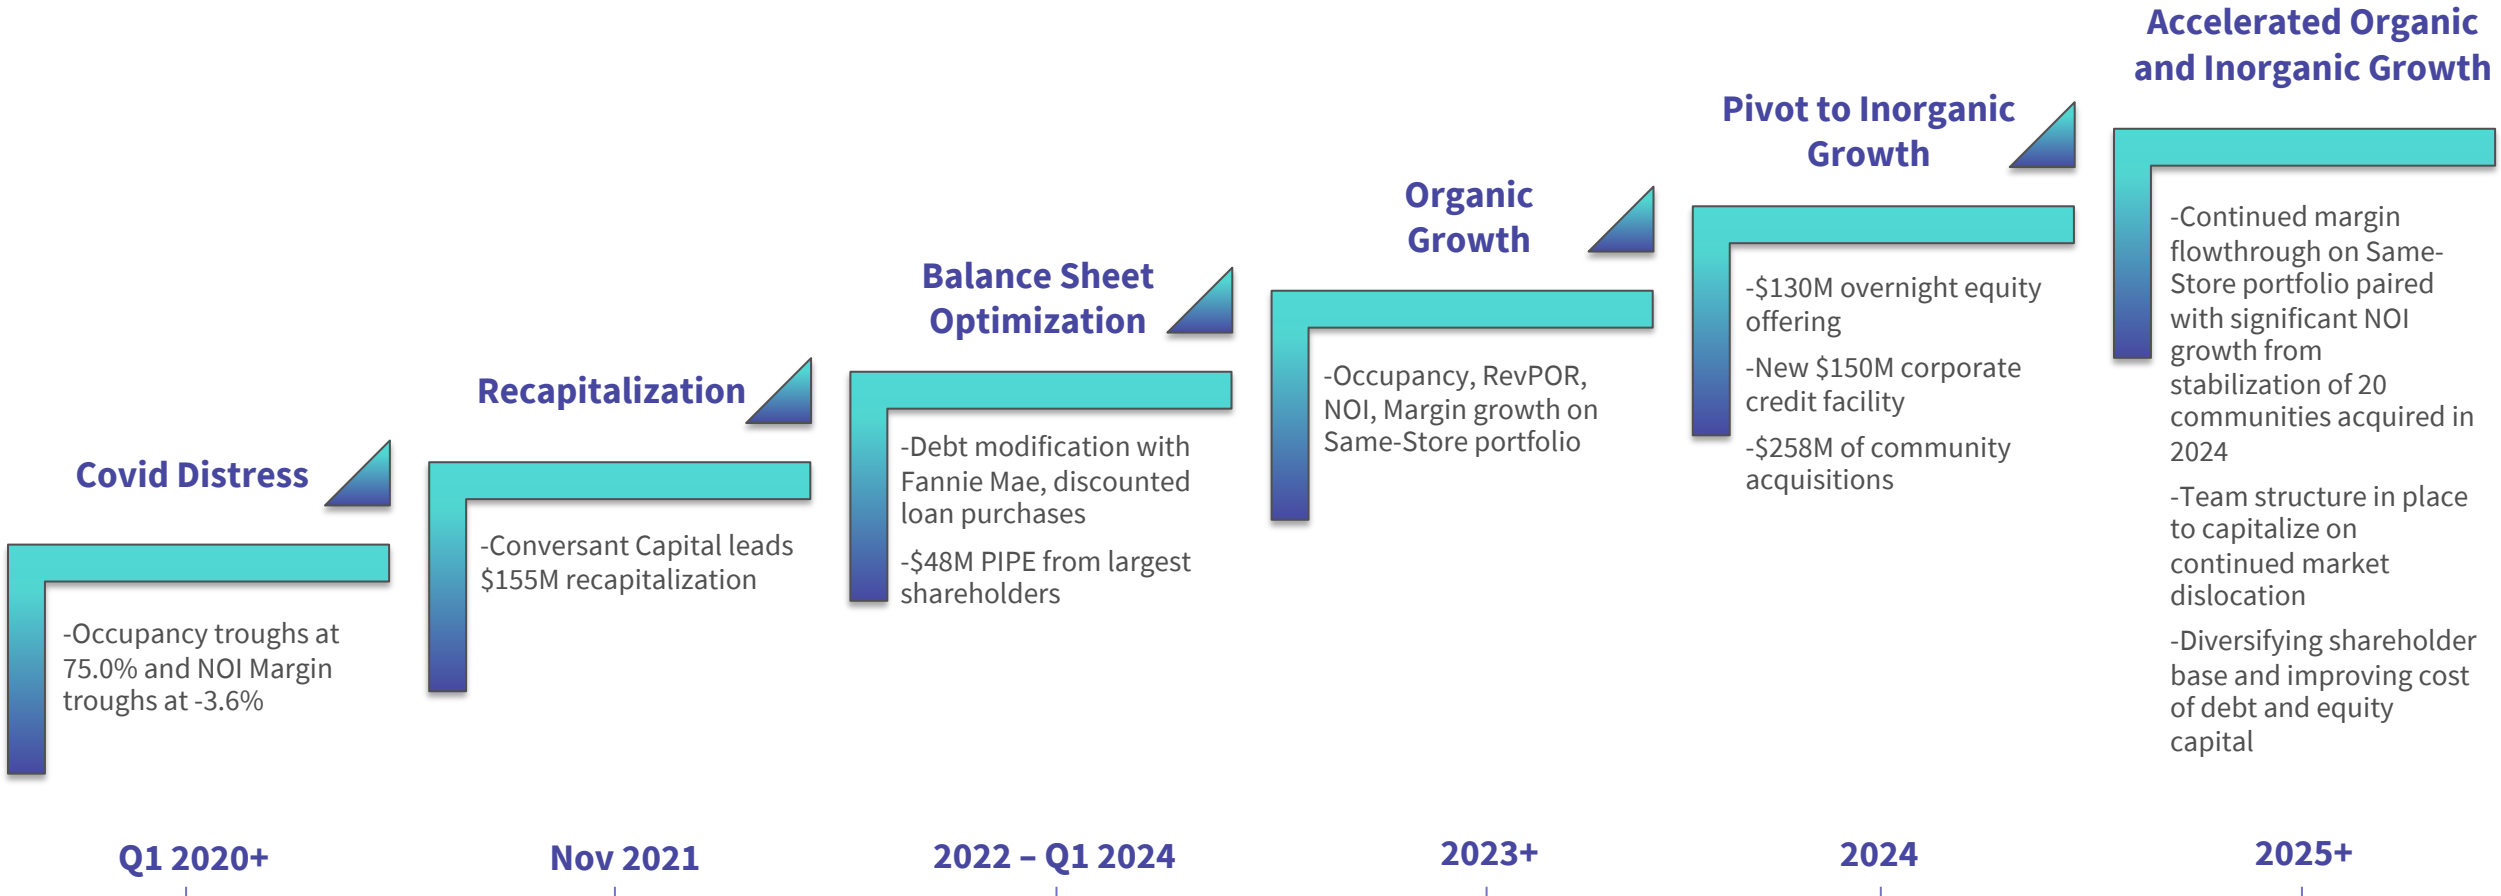 Covid Distress
-Occupancy troughs at
75.0% and NOI Margin
troughs at -3.6%
Q1 2020+
Recapitalization
-Conversant Capital leads
$155M recapitalization
Nov 2021
Balance Sheet
Optimization
-Debt modification with
Fannie Mae, discounted
loan purchases
-$48M PIPE from largest
shareholders
2022 – Q1 2024
Organic
Growth
-Occupancy, RevPOR,
NOI, Margin growth on
Same-Store portfolio
2023+
Pivot to Inorganic
Growth
-$130M overnight equity
offering
-New $150M corporate
credit facility
-$258M of community
acquisitions
2024
Accelerated Organic
and Inorganic Growth
-Continued margin
flowthrough on Same-
Store portfolio paired
with significant NOI
growth from
stabilization of 20
communities acquired in
2024
-Team structure in place
to capitalize on
continued market
dislocation
-Diversifying shareholder
base and improving cost
of debt and equity
capital
2025+